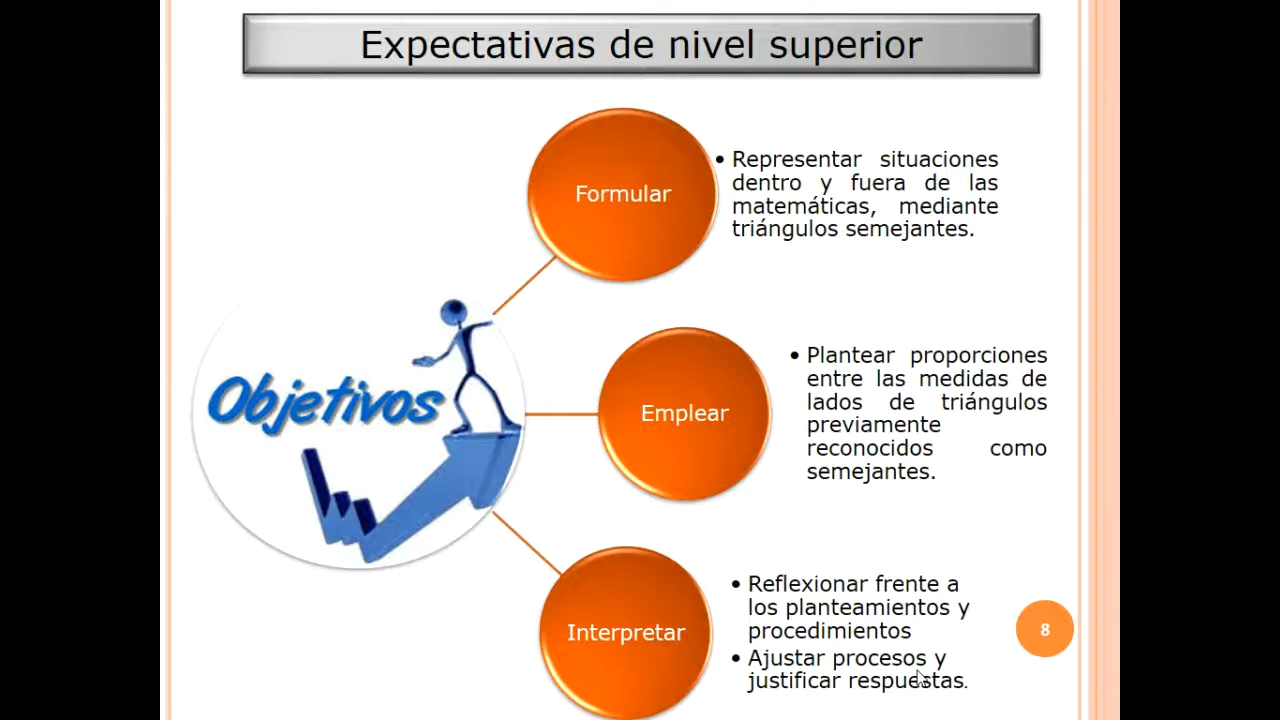 Expectativas de nivel superior
Formular
• Representar situaciones
dentro y fuera de las
matemáticas, mediante
triángulos semejantes.
Objetivos
Emplear
• Plantear proporciones
entre las medidas de
lados de triángulos
previamente
reconocidos como
semejantes.
Interpretar
• Reflexionar frente a
los planteamientos y
procedimientos
• Ajustar procesos y
justificar respuestas.
8